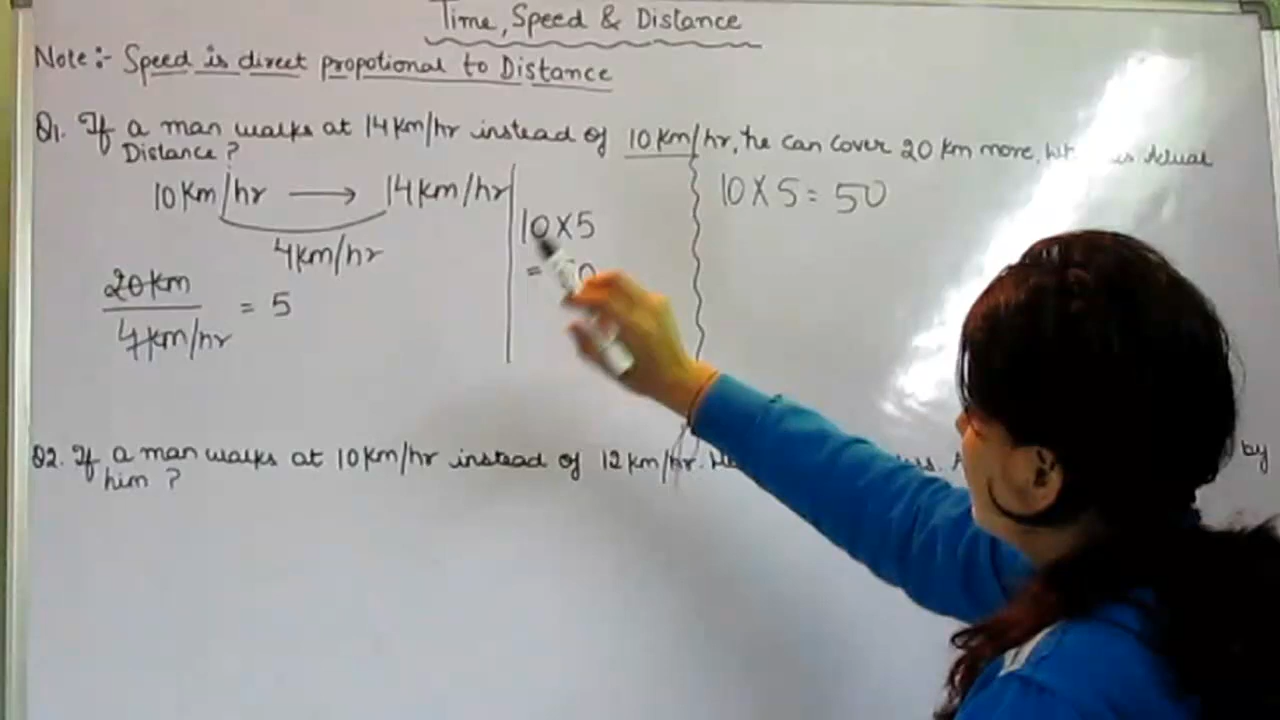 Time, Speed & Distance
Note:- Speed is direct propotional to Distance
Q1. If a man walks at 14 km/hr instead of 10 km/hr, he can cover 20 km more, Actual
Distance ?
10 km/hr → 14 km/hr
4 km/hr
20 km
4 km/hr
= 5
10 x 5
=
10 x 5 = 50
Q2. If a man walks at 10 km/hr instead of 12 km/hr. by
him ?